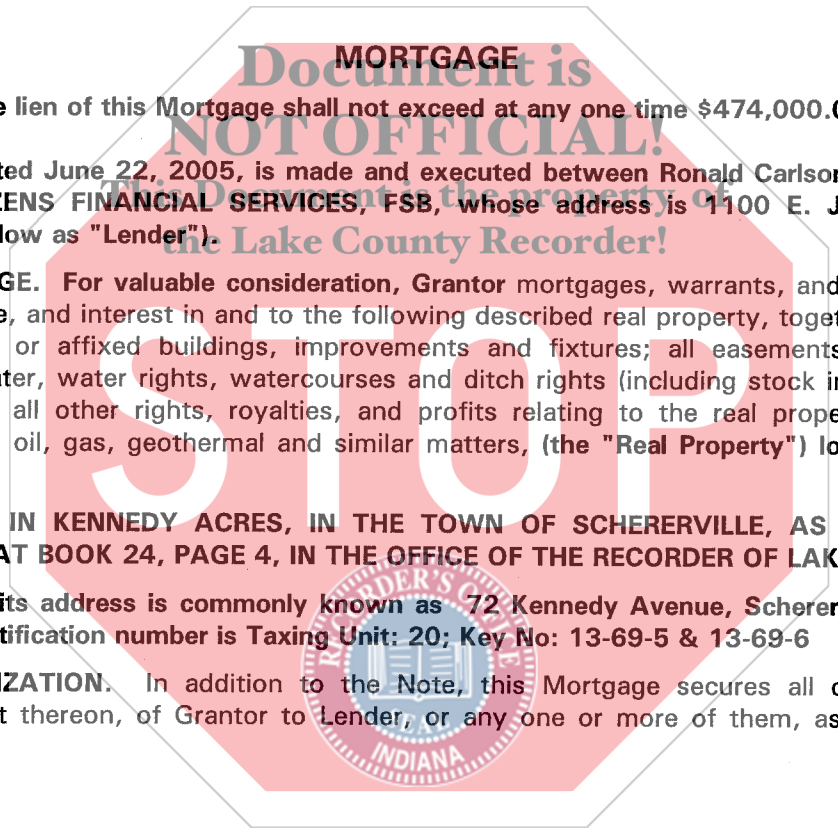 MORTGAGE
Document is
e lien of this Mortgage shall not exceed at any one time $474,000.0
NOT OFFICIAL!
ted June 22, 2005, is made and executed between Ronald Carlson
This Document is the property of
ZENS FINANCIAL SERVICES, FSB, whose address is 1100 E. J
low as "Lender").
the Lake County Recorder!
GE. For valuable consideration, Grantor mortgages, warrants, and
e, and interest in and to the following described real property, toget
or affixed buildings, improvements and fixtures; all easements
ter, water rights, watercourses and ditch rights (including stock in
all other rights, royalties, and profits relating to the real prope
oil, gas, geothermal and similar matters, (the "Real Property") lo
STOP
IN KENNEDY ACRES, IN THE TOWN OF SCHERERVILLE, AS
AT BOOK 24, PAGE 4, IN THE OFFICE OF THE RECORDER OF LAK
its address is commonly known as 72 Kennedy Avenue, Scherer
tification number is Taxing Unit: 20; Key No: 13-69-5 & 13-69-6
IZATION. In addition to the Note, this Mortgage secures all o
t thereon, of Grantor to Lender, or any one or more of them, as
RECORDER'S OFFICE
SEAL
INDIANA